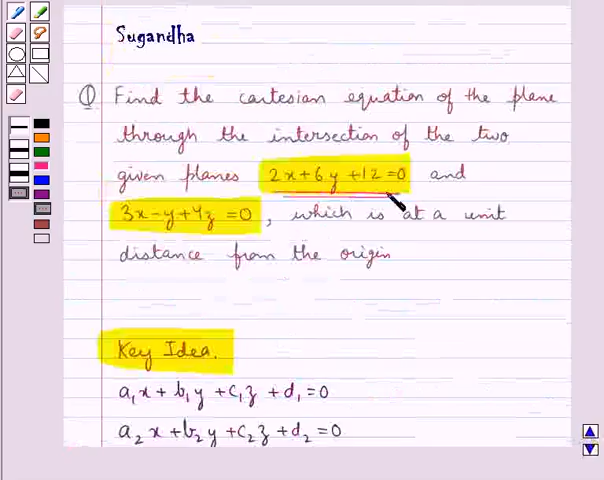 Sugandha
Q Find the cartesian equation of the plane
through the intersection of the two
given planes 2x+6y+12=0 and
3x-y+4z=0, which is at a unit
distance from the origin
Key Idea.
a₁x + b₁y + c₁z + d₁ = 0
a₂x + b₂y + c₂z + d₂ = 0